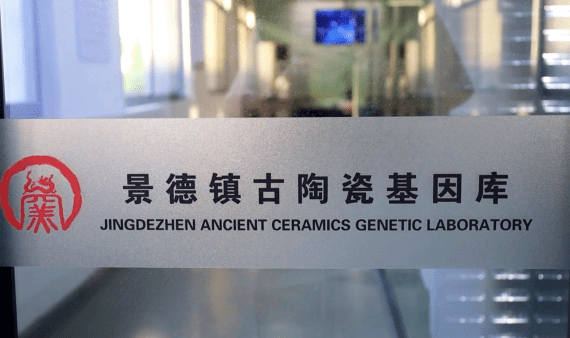 景德镇古陶瓷基因库
JINGDEZHEN ANCIENT CERAMICS GENETIC LABORATORY